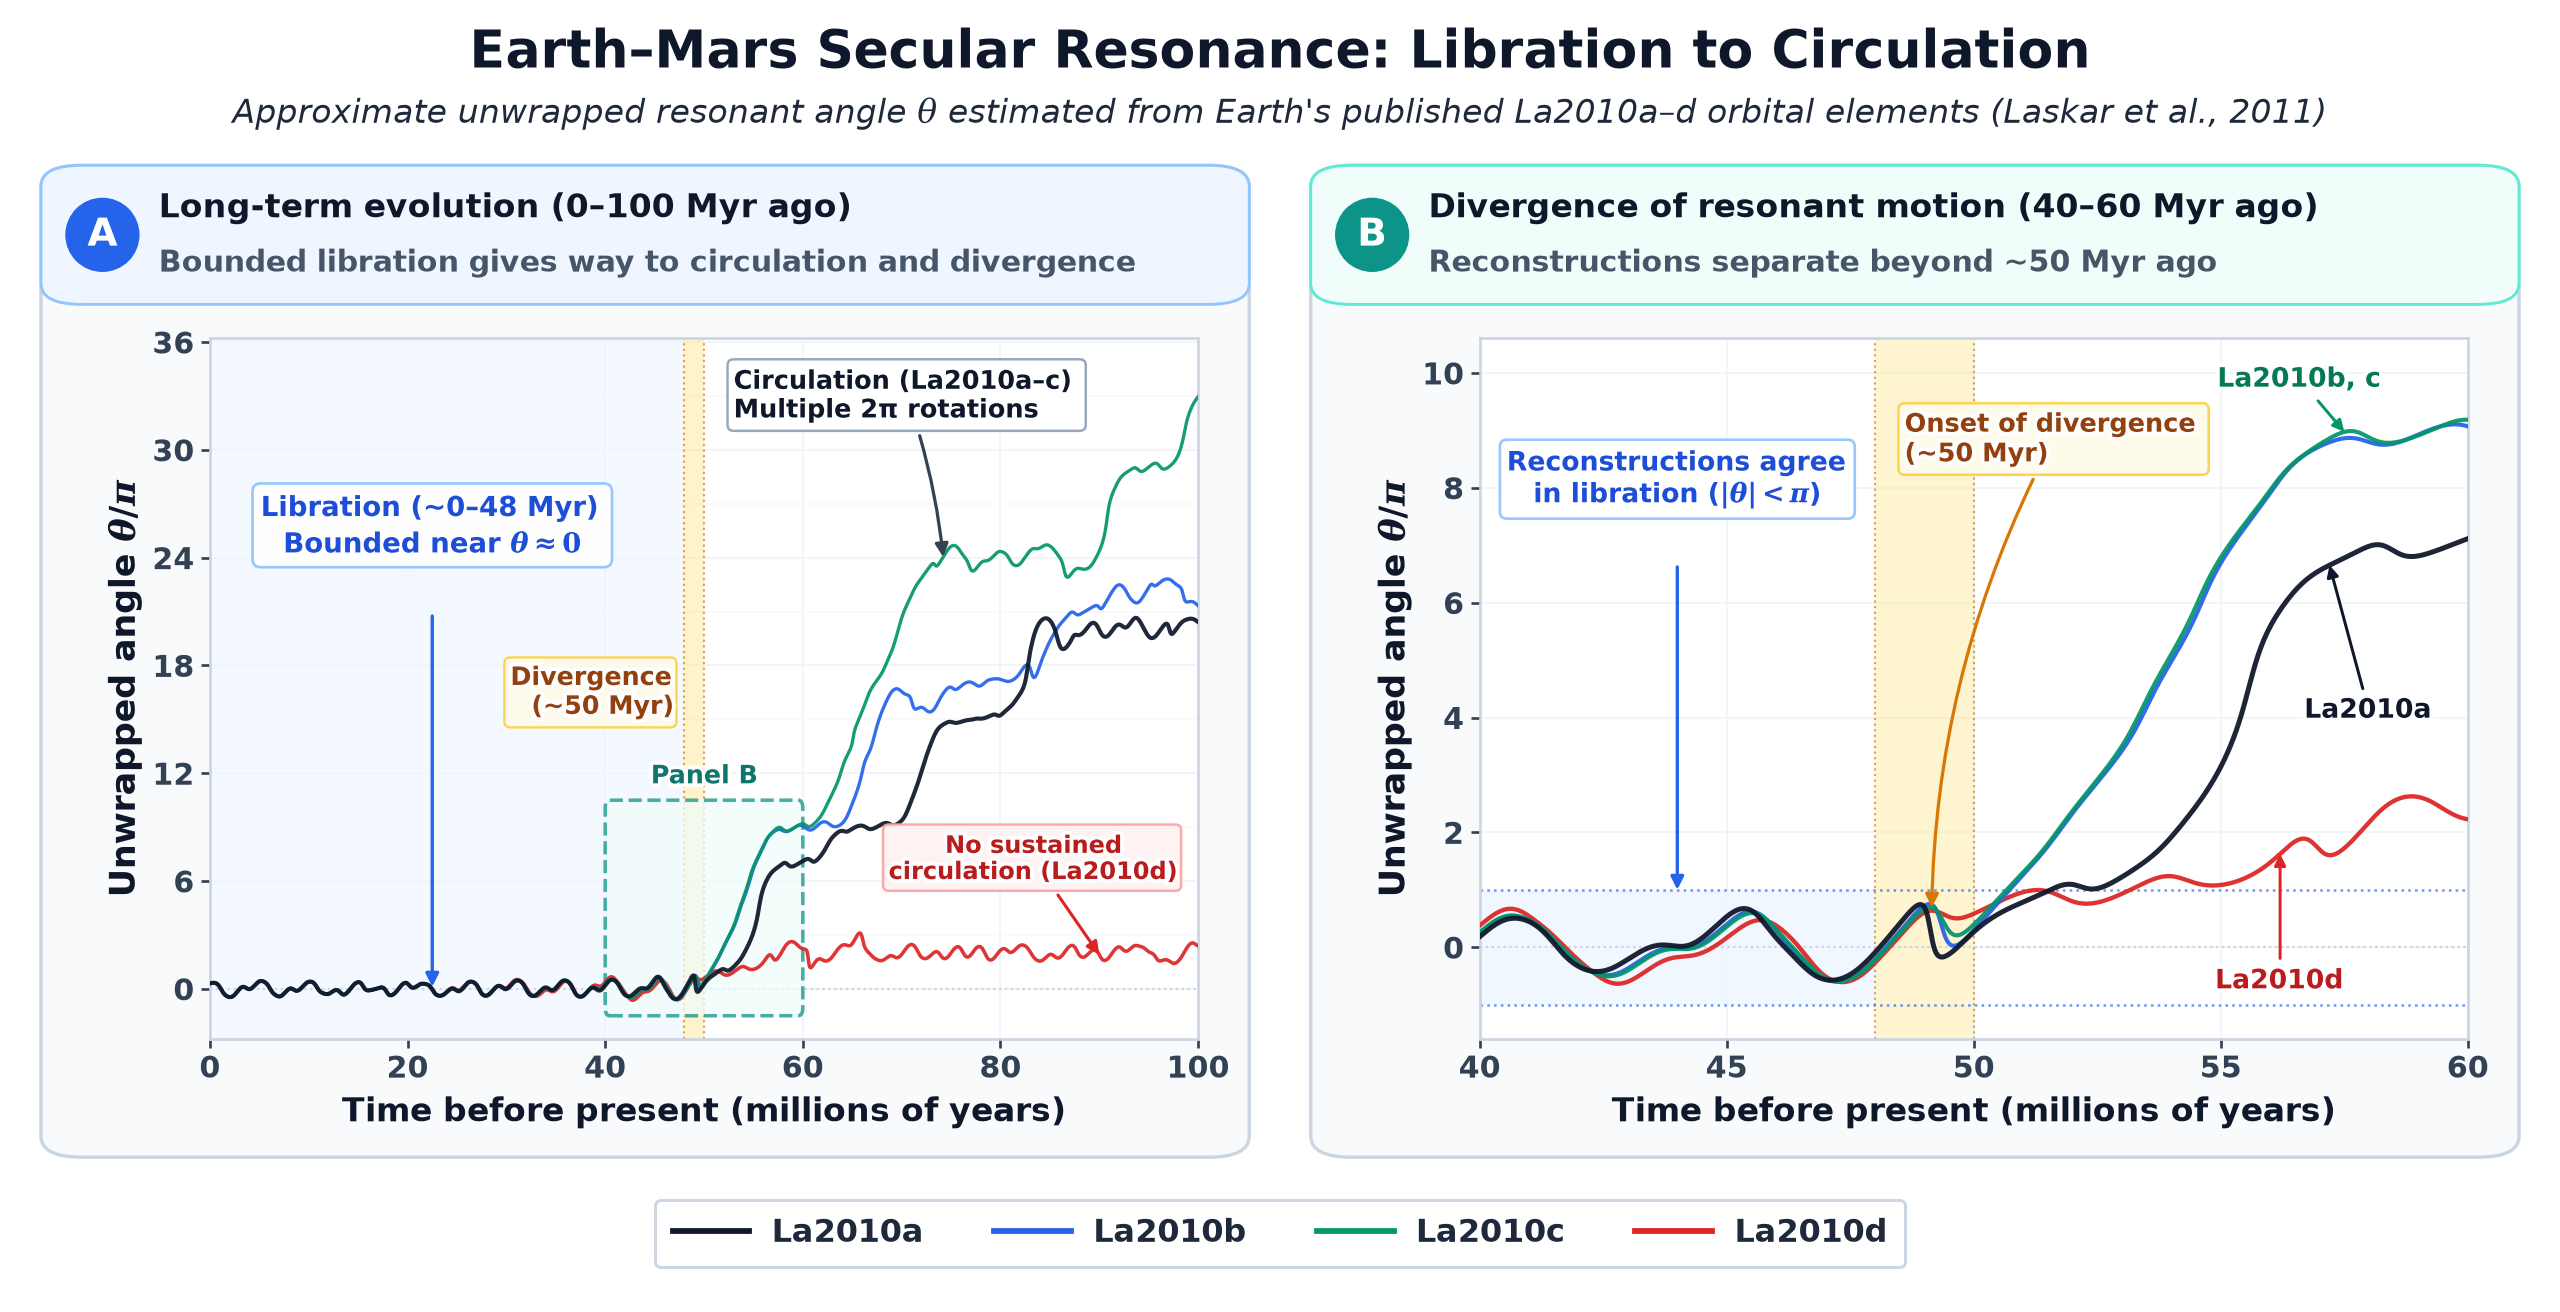 Earth–Mars Secular Resonance: Libration to Circulation
Approximate unwrapped resonant angle θ estimated from Earth's published La2010a–d orbital elements (Laskar et al., 2011)
A
Long-term evolution (0–100 Myr ago)
Bounded libration gives way to circulation and divergence
Unwrapped angle θ/π
36
30
24
18
12
6
0
Circulation (La2010a–c)
Multiple 2π rotations
Libration (~0–48 Myr)
Bounded near θ ≈ 0
Divergence
(~50 Myr)
Panel B
No sustained
circulation (La2010d)
0
20
40
60
80
100
Time before present (millions of years)
B
Divergence of resonant motion (40–60 Myr ago)
Reconstructions separate beyond ~50 Myr ago
Unwrapped angle θ/π
10
8
6
4
2
0
La2010b, c
Onset of divergence
(~50 Myr)
Reconstructions agree
in libration (|θ| < π)
La2010a
La2010d
40
45
50
55
60
Time before present (millions of years)
La2010a
La2010b
La2010c
La2010d